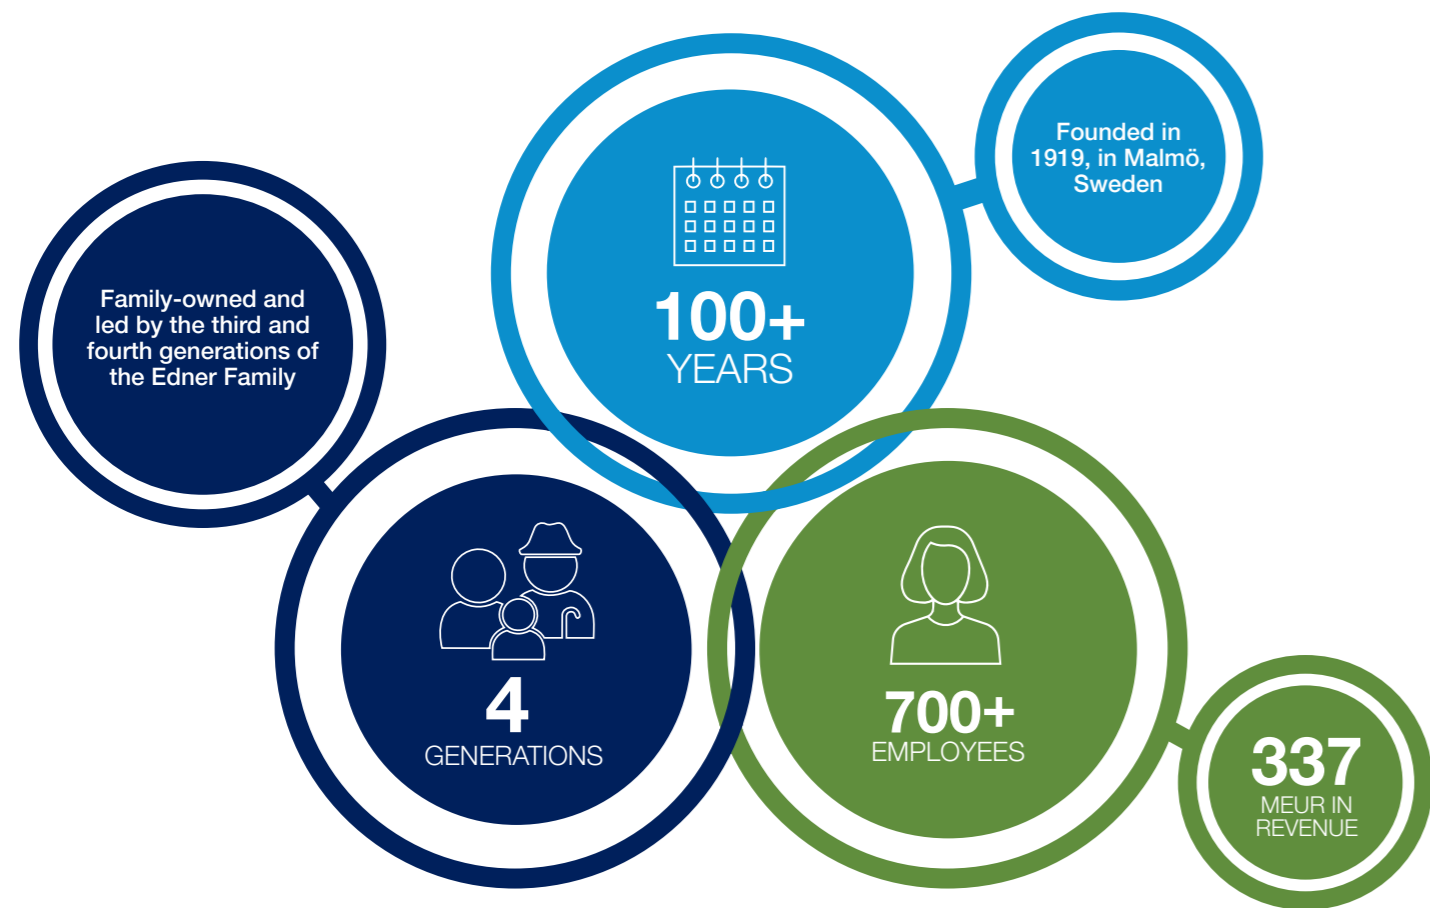 Founded in
1919, in Malmö,
Sweden
100+
YEARS
Family-owned and
led by the third and
fourth generations of
the Edner Family
4
GENERATIONS
700+
EMPLOYEES
337
MEUR IN
REVENUE